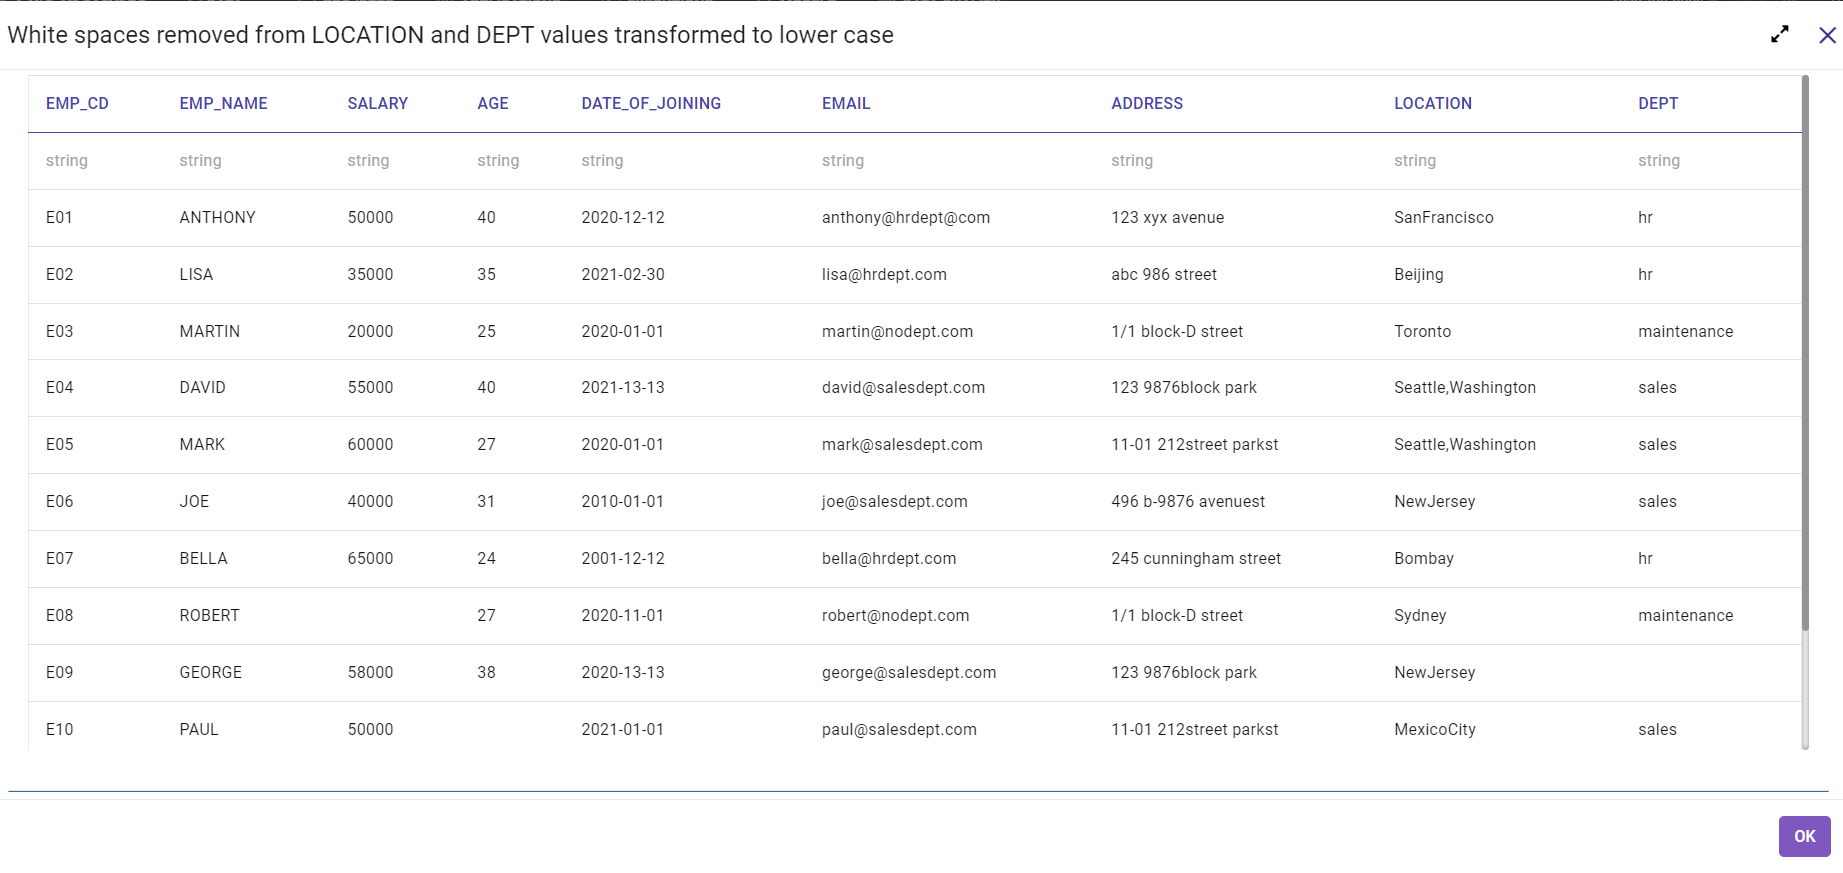 White spaces removed from LOCATION and DEPT values transformed to lower case
EMP_CD EMP_NAME SALARY AGE DATE_OF_JOINING EMAIL ADDRESS LOCATION DEPT
string string string string string string string string string
E01 ANTHONY 50000 40 2020-12-12 anthony@hrdept@com 123 xyx avenue SanFrancisco hr
E02 LISA 35000 35 2021-02-30 lisa@hrdept.com abc 986 street Beijing hr
E03 MARTIN 20000 25 2020-01-01 martin@nodept.com 1/1 block-D street Toronto maintenance
E04 DAVID 55000 40 2021-13-13 david@salesdept.com 123 9876block park Seattle,Washington sales
E05 MARK 60000 27 2020-01-01 mark@salesdept.com 11-01 212street parkst Seattle,Washington sales
E06 JOE 40000 31 2010-01-01 joe@salesdept.com 496 b-9876 avenuest NewJersey sales
E07 BELLA 65000 24 2001-12-12 bella@hrdept.com 245 cunningham street Bombay hr
E08 ROBERT 27 2020-11-01 robert@nodept.com 1/1 block-D street Sydney maintenance
E09 GEORGE 58000 38 2020-13-13 george@salesdept.com 123 9876block park NewJersey
E10 PAUL 50000 2021-01-01 paul@salesdept.com 11-01 212street parkst MexicoCity sales
OK